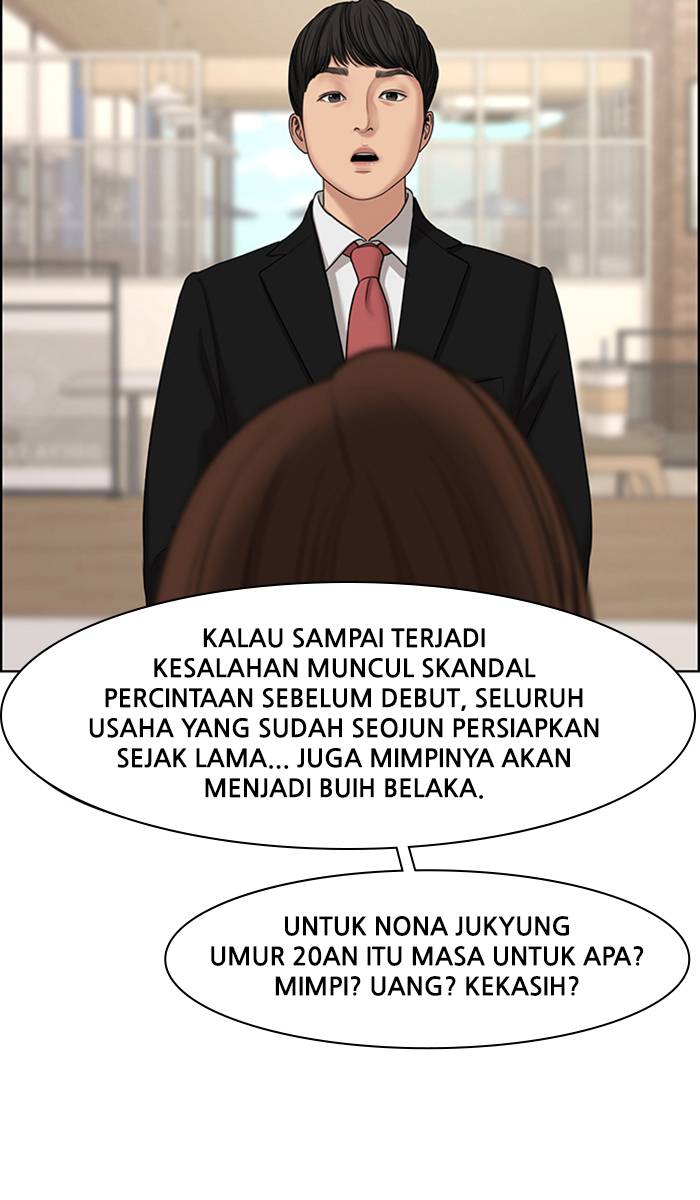 KALAU SAMPAI TERJADI
KESALAHAN MUNCUL SKANDAL
PERCINTAAN SEBELUM DEBUT, SELURUH
USAHA YANG SUDAH SEOJUN PERSIAPKAN
SEJAK LAMA... JUGA MIMPINYA AKAN
MENJADI BUIH BELAKA.
UNTUK NONA JUKYUNG
UMUR 20AN ITU MASA UNTUK APA?
MIMPI? UANG? KEKASIH?